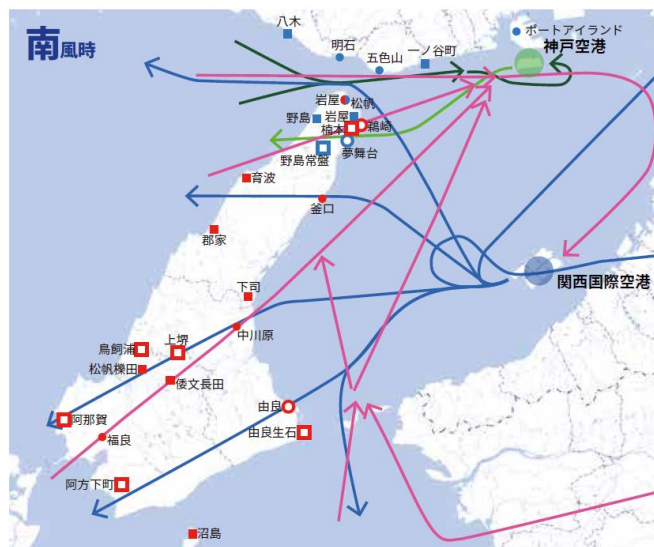 南風時
八木
明石
五色山
一ノ谷町
ポートアイランド
神戸空港
岩屋
松帆
野島
岩屋
楠本
鵜崎
夢舞台
野島常盤
育波
釜口
郡家
関西国際空港
下司
中川原
鳥飼浦
上堺
松帆櫟田
倭文長田
阿那賀
福良
由良
由良生石
阿方下町
沼島